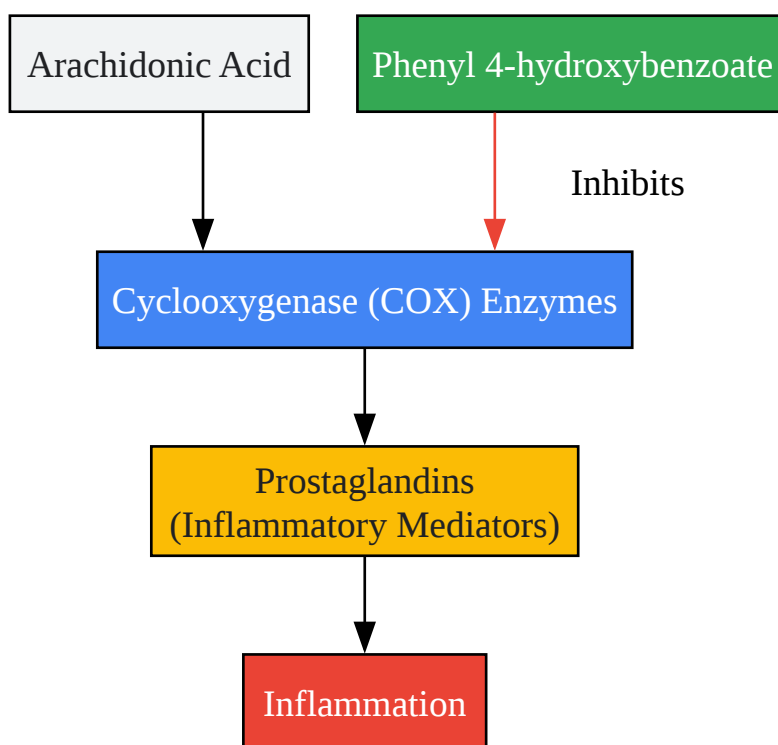 Arachidonic Acid
Phenyl 4-hydroxybenzoate
Inhibits
Cyclooxygenase (COX) Enzymes
Prostaglandins
(Inflammatory Mediators)
Inflammation